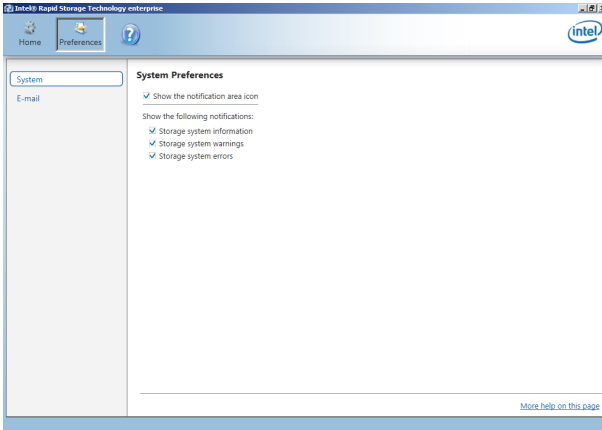 Intel® Rapid Storage Technology enterprise
Home
Preferences
?
intel
System
E-mail
System Preferences
Show the notification area icon
Show the following notifications:
Storage system information
Storage system warnings
Storage system errors
More help on this page